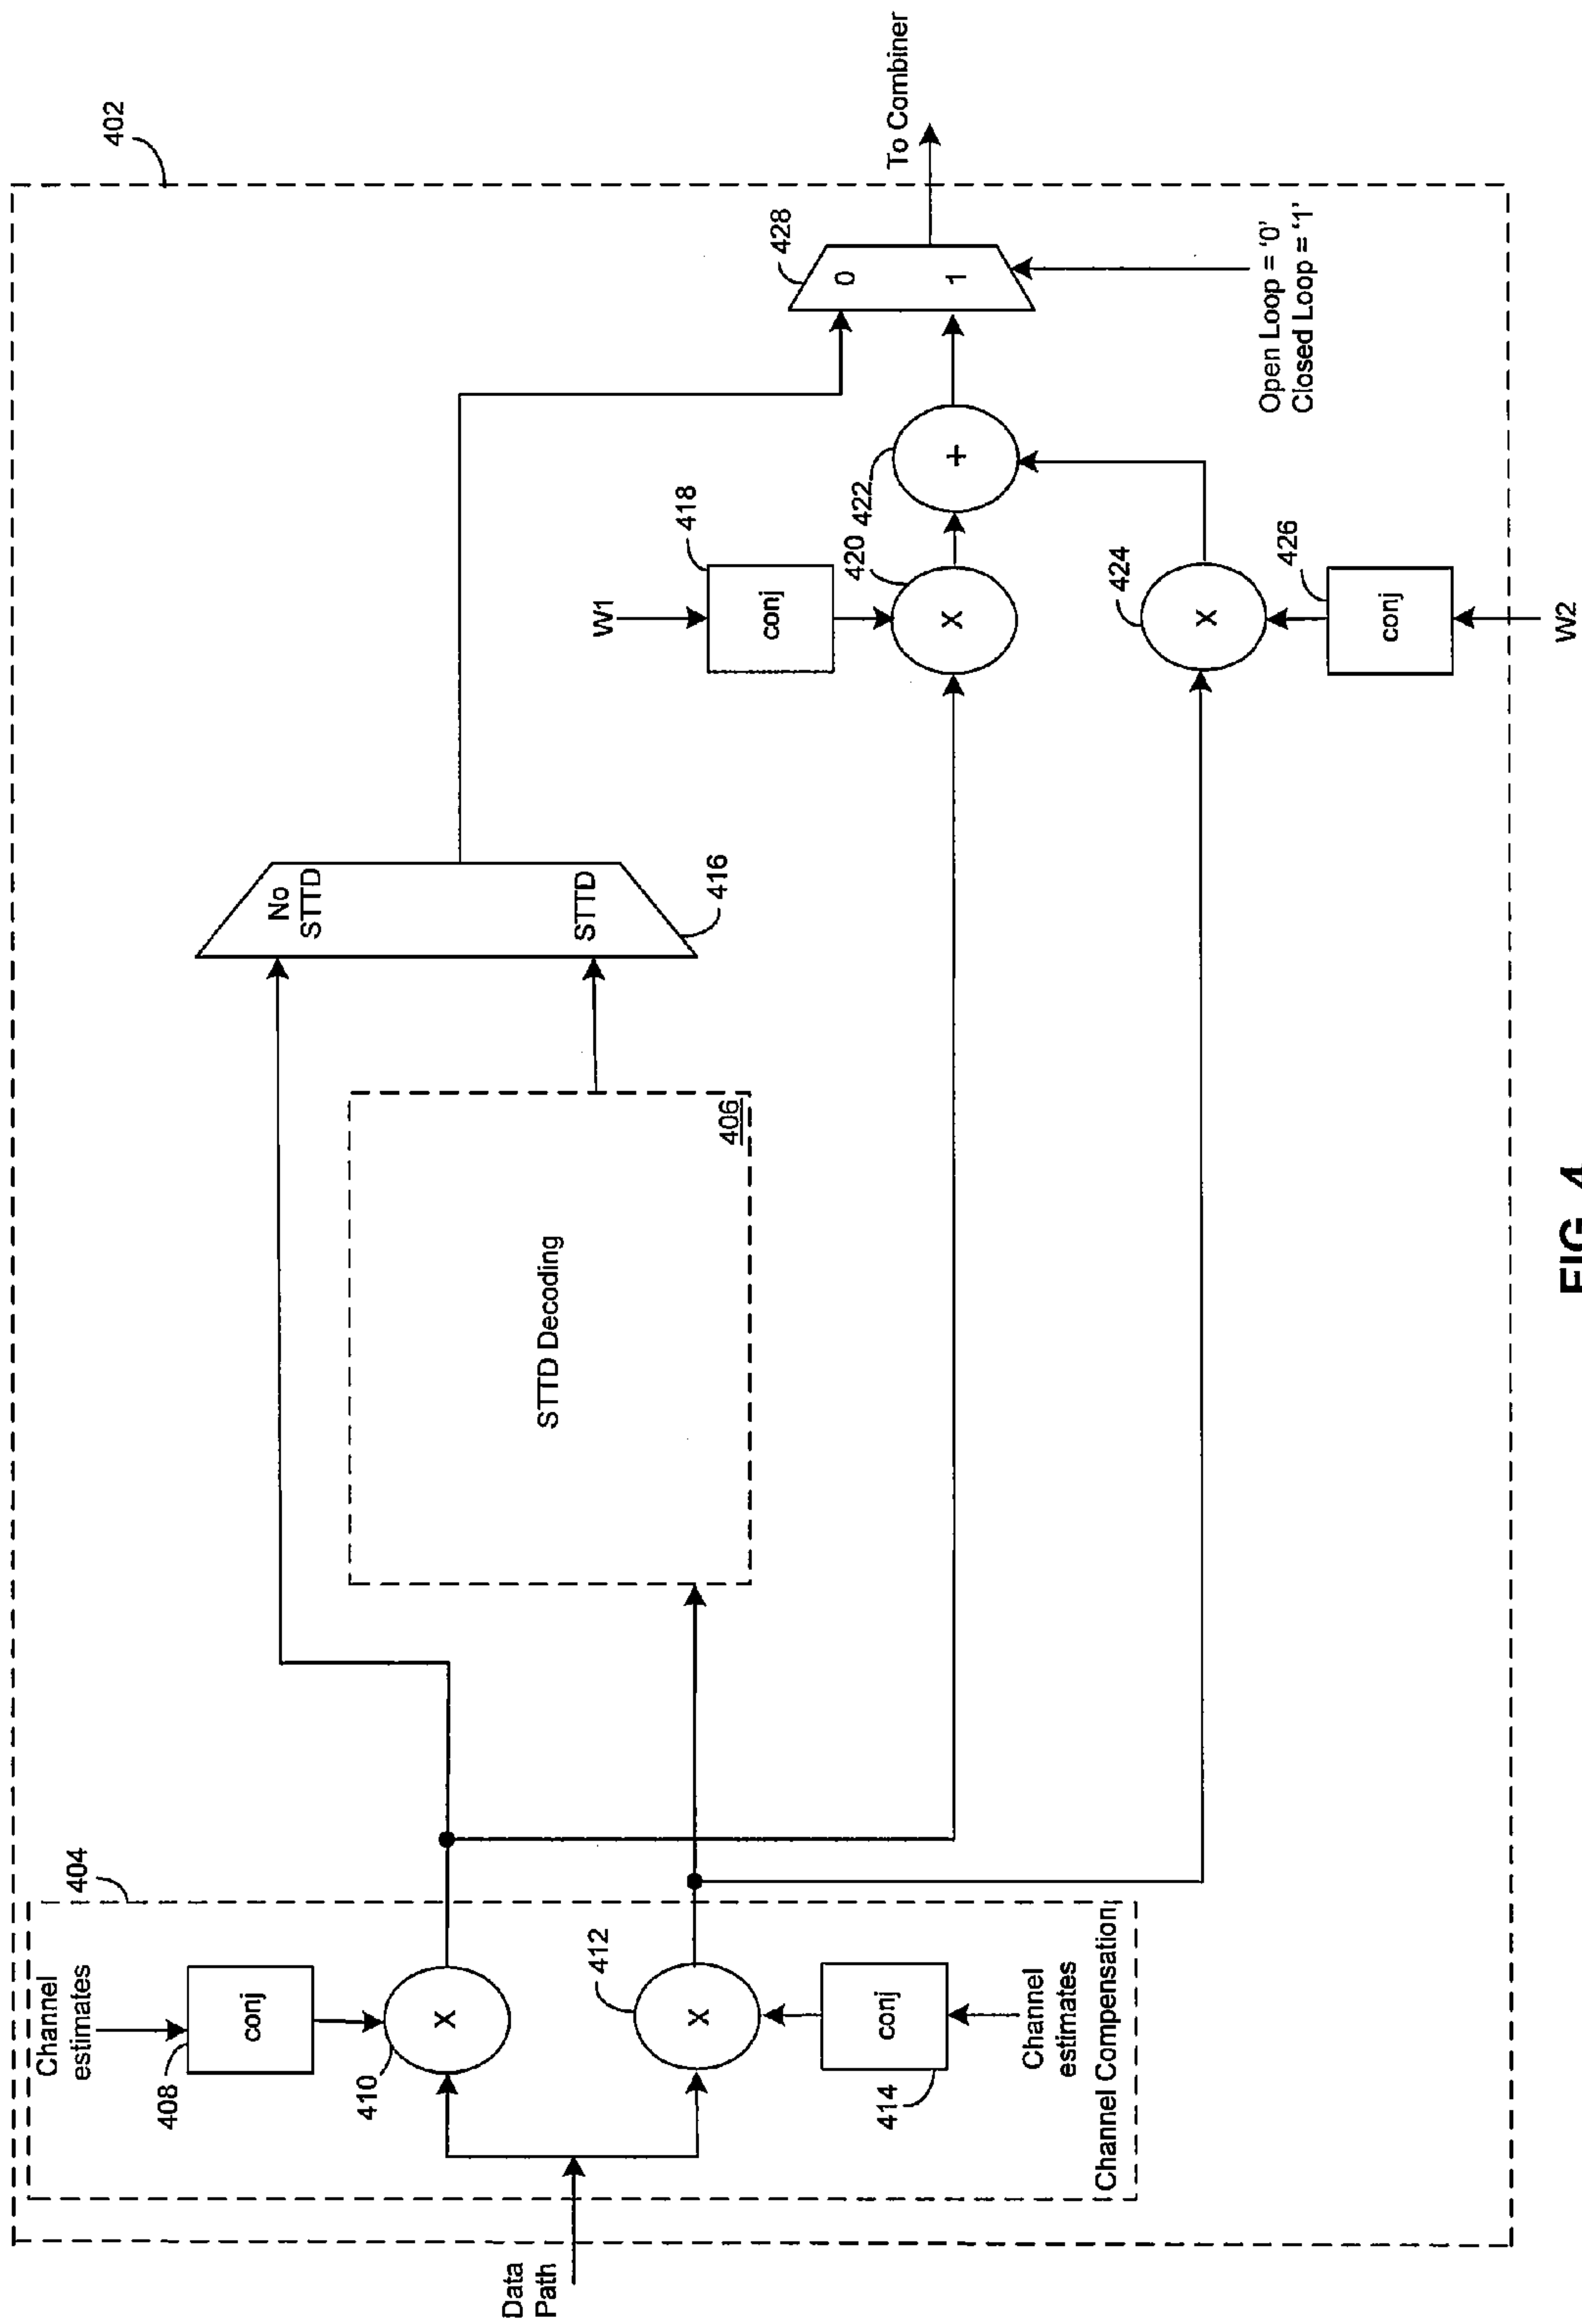 402
404
Channel
estimates
408
conj
410
X
Data
Path
412
X
conj
414
Channel
estimates
Channel Compensation
STTD Decoding
406
No
STTD
STTD
416
W1
418
conj
420
X
422
+
424
X
426
conj
W2
428
0
1
To Combiner
Open Loop = ‘0’
Closed Loop = ‘1’
FIG. 4